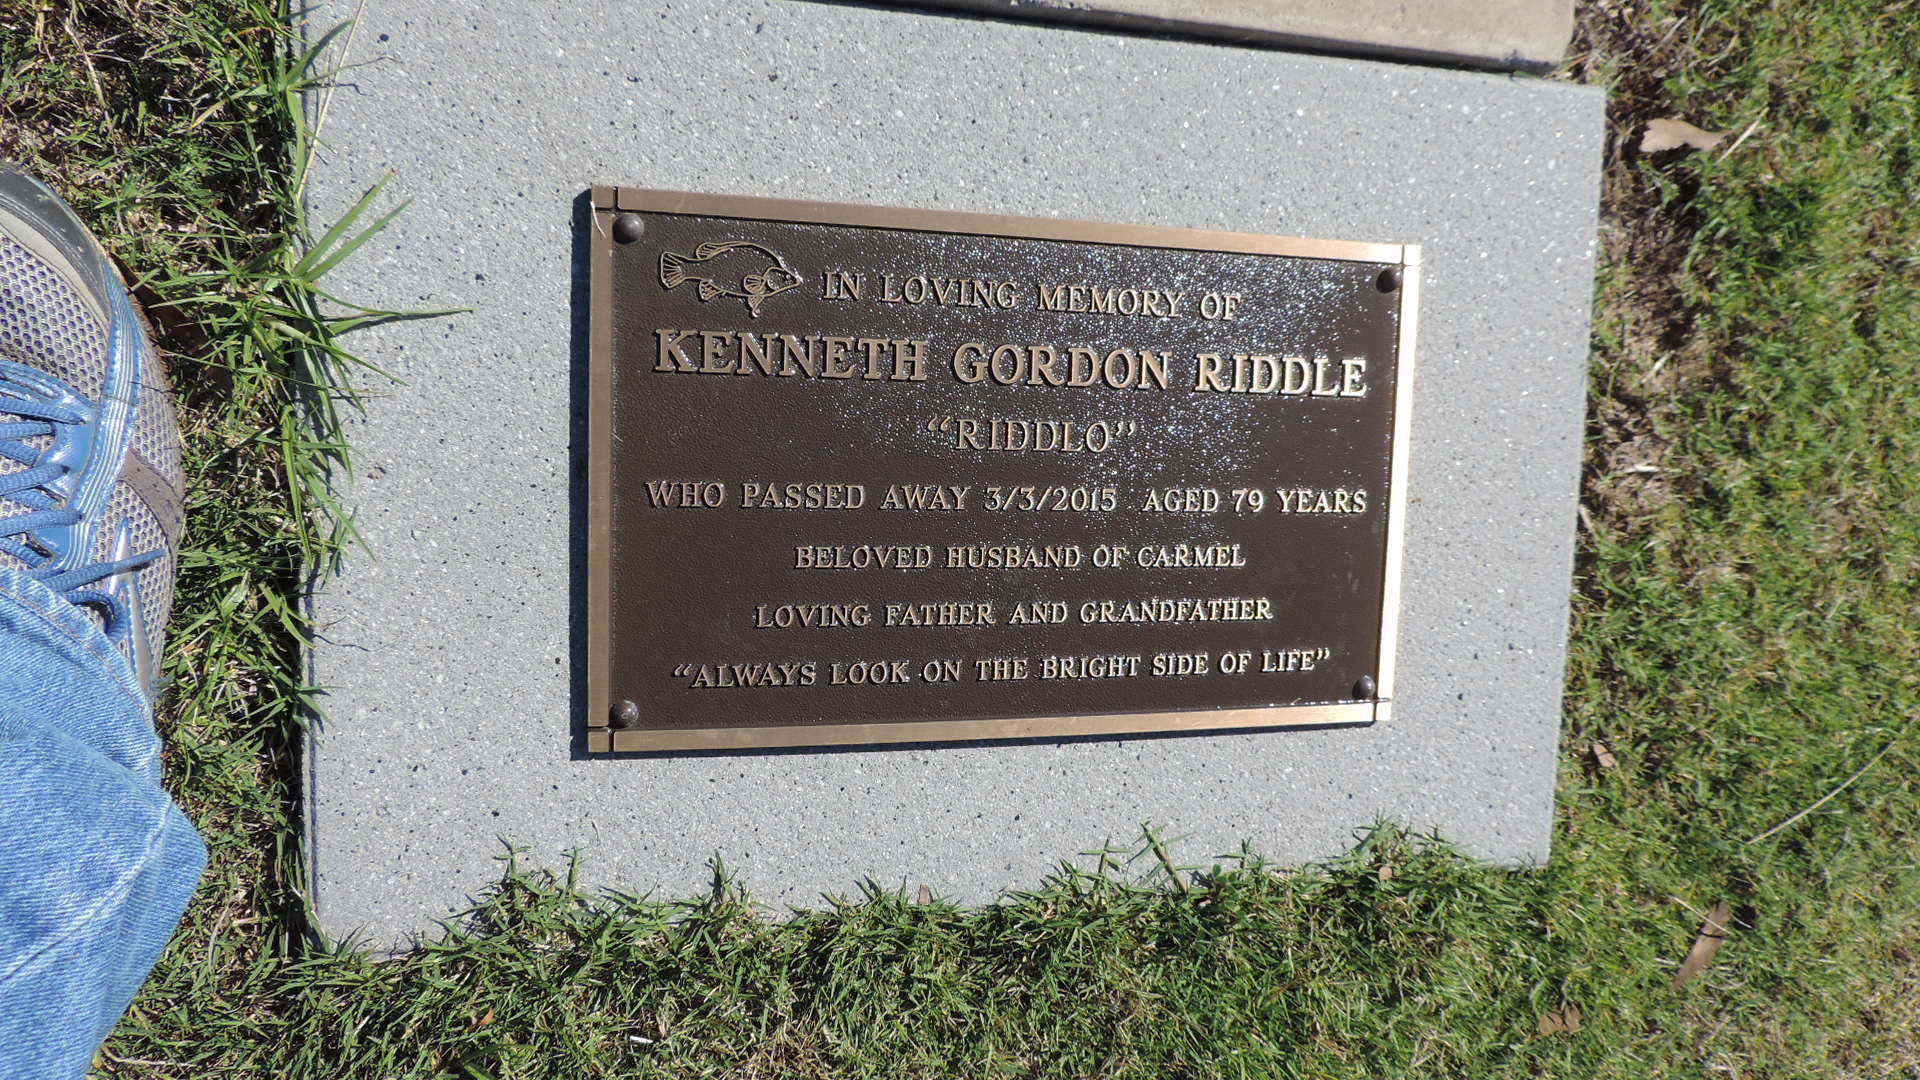 IN LOVING MEMORY OF
KENNETH GORDON RIDDLE
"RIDDLO"
WHO PASSED AWAY 3/3/2015 AGED 79 YEARS
BELOVED HUSBAND OF CARMEL
LOVING FATHER AND GRANDFATHER
"ALWAYS LOOK ON THE BRIGHT SIDE OF LIFE"